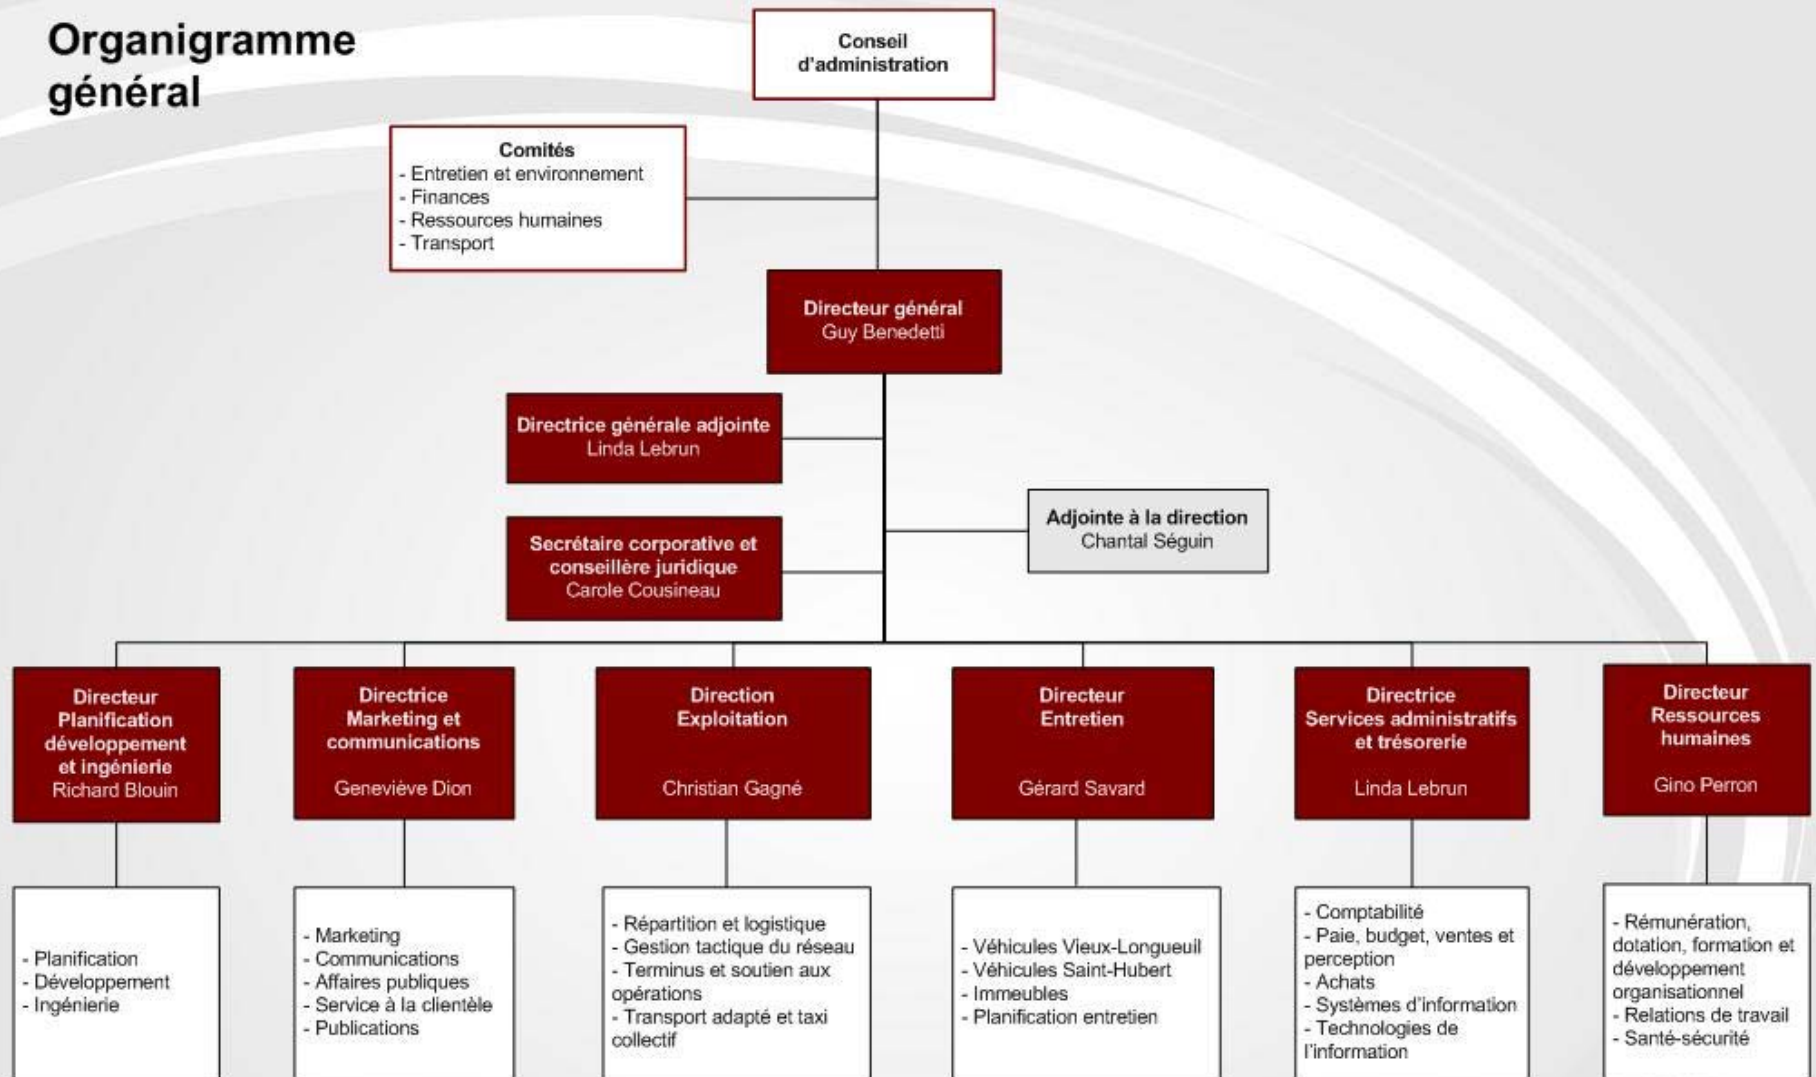 Organigramme
général
Conseil
d'administration
Comités
- Entretien et environnement
- Finances
- Ressources humaines
- Transport
Directeur général
Guy Benedetti
Directrice générale adjointe
Linda Lebrun
Adjointe à la direction
Chantal Séguin
Secrétaire corporative et
conseillère juridique
Carole Cousineau
Directeur
Planification
développement
et ingénierie
Richard Blouin
Directrice
Marketing et
communications
Geneviève Dion
Direction
Exploitation
Christian Gagné
Directeur
Entretien
Gérard Savard
Directrice
Services administratifs
et trésorerie
Linda Lebrun
Directeur
Ressources
humaines
Gino Perron
- Planification
- Développement
- Ingénierie
- Marketing
- Communications
- Affaires publiques
- Service à la clientèle
- Publications
- Répartition et logistique
- Gestion tactique du réseau
- Terminus et soutien aux
opérations
- Transport adapté et taxi
collectif
- Véhicules Vieux-Longueuil
- Véhicules Saint-Hubert
- Immeubles
- Planification entretien
- Comptabilité
- Paie, budget, ventes et
perception
- Achats
- Systèmes d'information
- Technologies de
l'information
- Rémunération,
dotation, formation et
développement
organisationnel
- Relations de travail
- Santé-sécurité